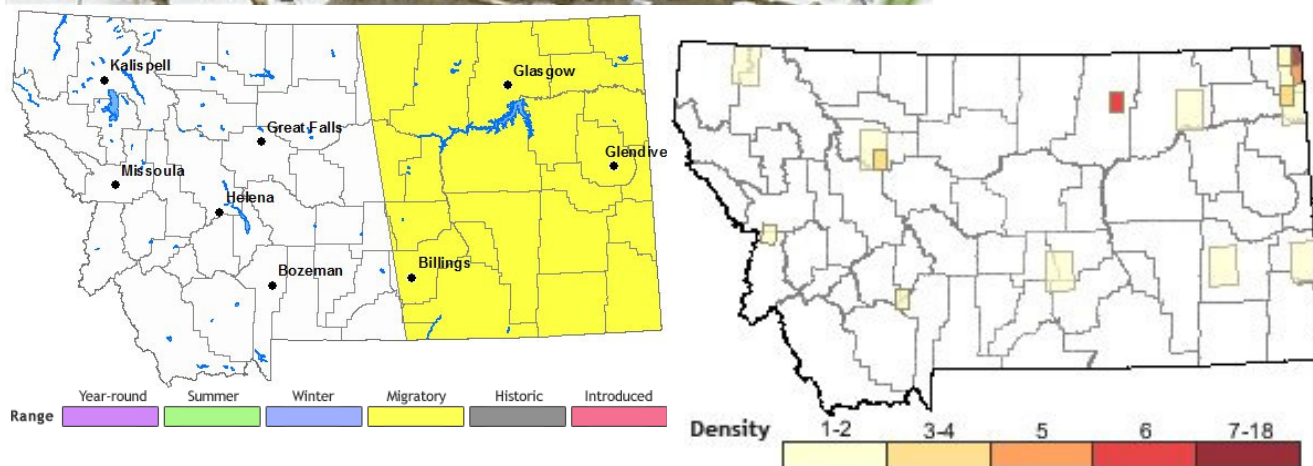 Kalispell
Glasgow
Great Falls
Glendive
Missoula
Helena
Billings
Bozeman
Range Year-round Summer Winter Migratory Historic Introduced
Density 1-2 3-4 5 6 7-18